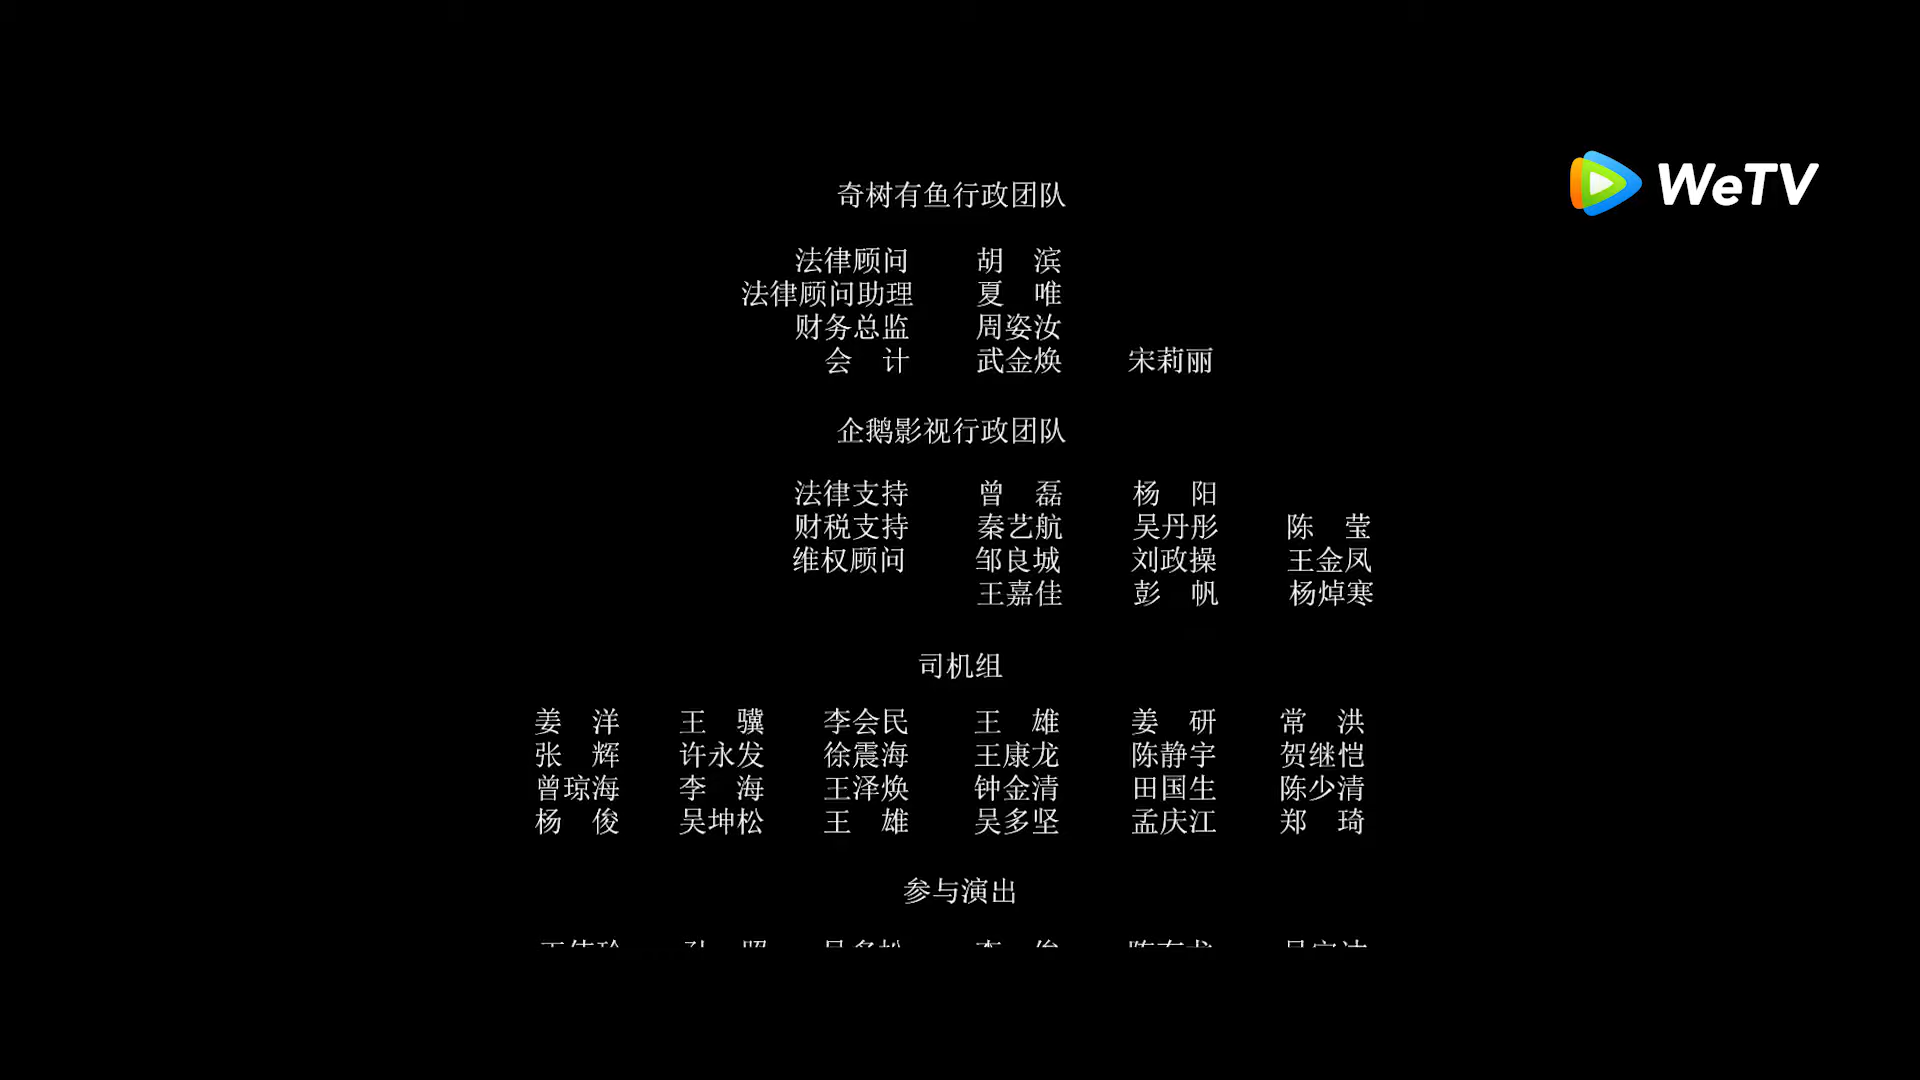 WeTV
奇树有鱼行政团队
法律顾问 胡 滨
法律顾问助理 夏 唯
财务总监 周姿汝
会 计 武金焕 宋莉丽
企鹅影视行政团队
法律支持 曾 磊 杨 阳
财税支持 秦艺航 吴丹彤 陈 莹
维权顾问 邹良城 刘政操 王金凤
王嘉佳 彭 帆 杨焯寒
司机组
姜 洋 王 骥 李会民 王 雄 姜 研 常 洪
张 辉 许永发 徐震海 王康龙 陈静宇 贺继恺
曾琼海 李 海 王泽焕 钟金清 田国生 陈少清
杨 俊 吴坤松 王 雄 吴多坚 孟庆江 郑 琦
参与演出